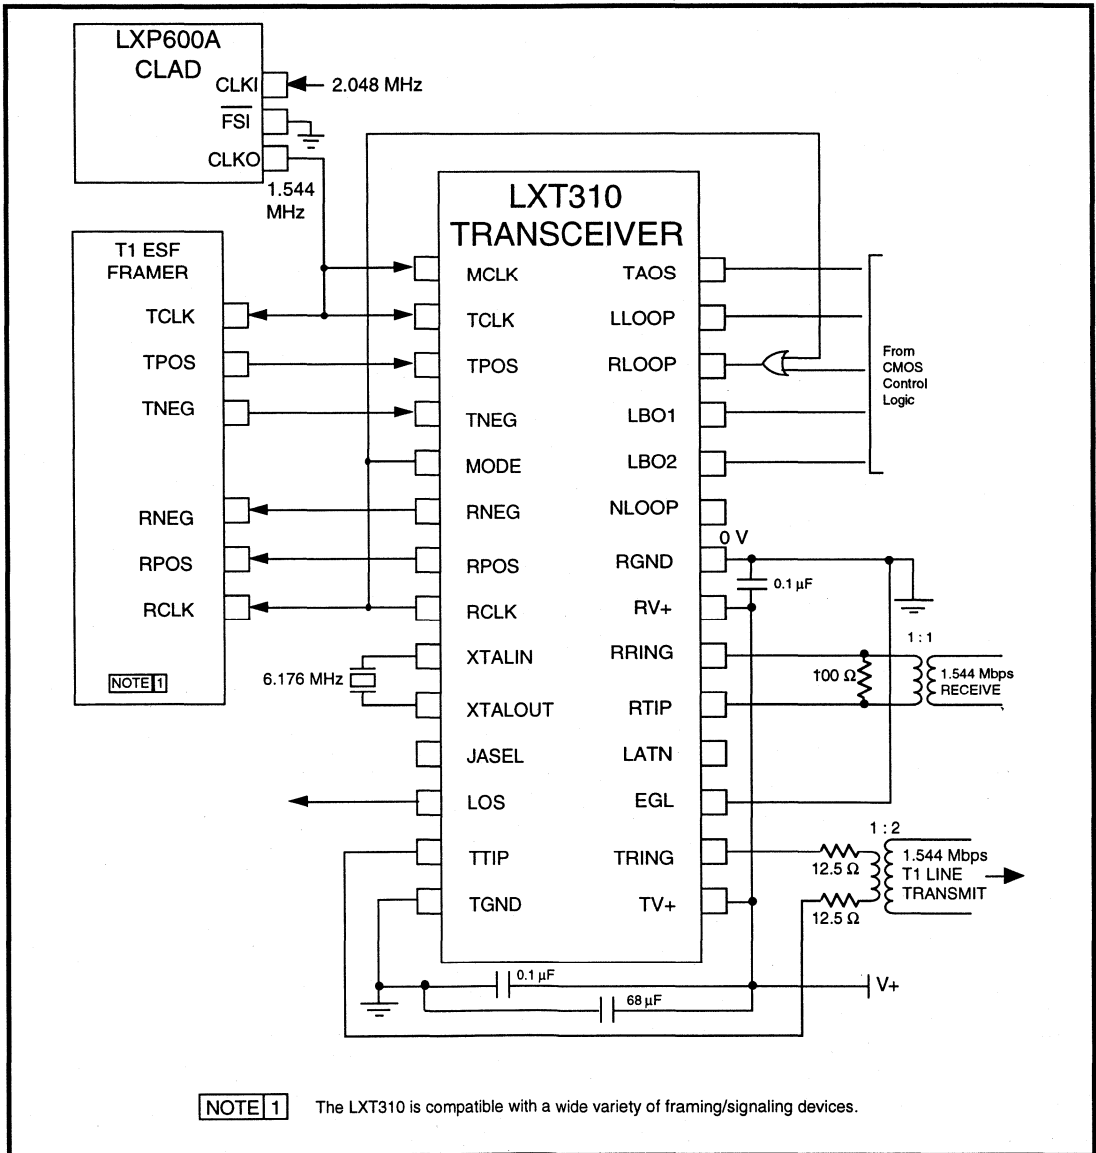 LXP600A
CLAD
CLKI
2.048 MHz
FSI
CLKO
1.544
MHz
T1 ESF
FRAMER
TCLK
TPOS
TNEG
RNEG
RPOS
RCLK
NOTE 1
LXT310
TRANSCEIVER
MCLK
TCLK
TPOS
TNEG
MODE
RNEG
RPOS
RCLK
XTALIN
XTALOUT
JASEL
LOS
TTIP
TGND
6.176 MHz
TAOS
LLOOP
RLOOP
LBO1
LBO2
NLOOP
RGND
RV+
RRING
RTIP
LATN
EGL
TRING
TV+
From
CMOS
Control
Logic
0 V
0.1 µF
1 : 1
100 Ω
1.544 Mbps
RECEIVE
1 : 2
12.5 Ω
12.5 Ω
1.544 Mbps
T1 LINE
TRANSMIT
0.1 µF
68 µF
V+
NOTE 1 The LXT310 is compatible with a wide variety of framing/signaling devices.